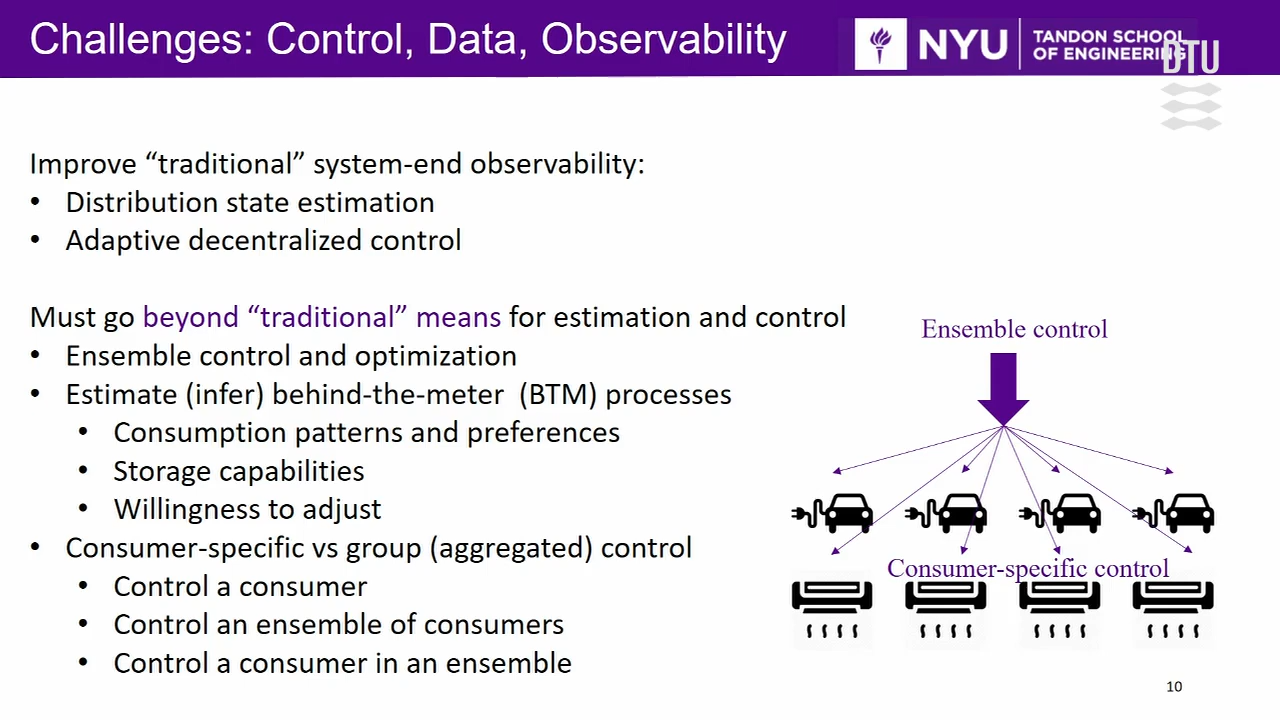 Challenges: Control, Data, Observability
NYU
TANDON SCHOOL
OF ENGINEERING
DTU
Improve “traditional” system-end observability:
• Distribution state estimation
• Adaptive decentralized control
Must go beyond “traditional” means for estimation and control
• Ensemble control and optimization
• Estimate (infer) behind-the-meter (BTM) processes
• Consumption patterns and preferences
• Storage capabilities
• Willingness to adjust
• Consumer-specific vs group (aggregated) control
• Control a consumer
• Control an ensemble of consumers
• Control a consumer in an ensemble
Ensemble control
Consumer-specific control
10